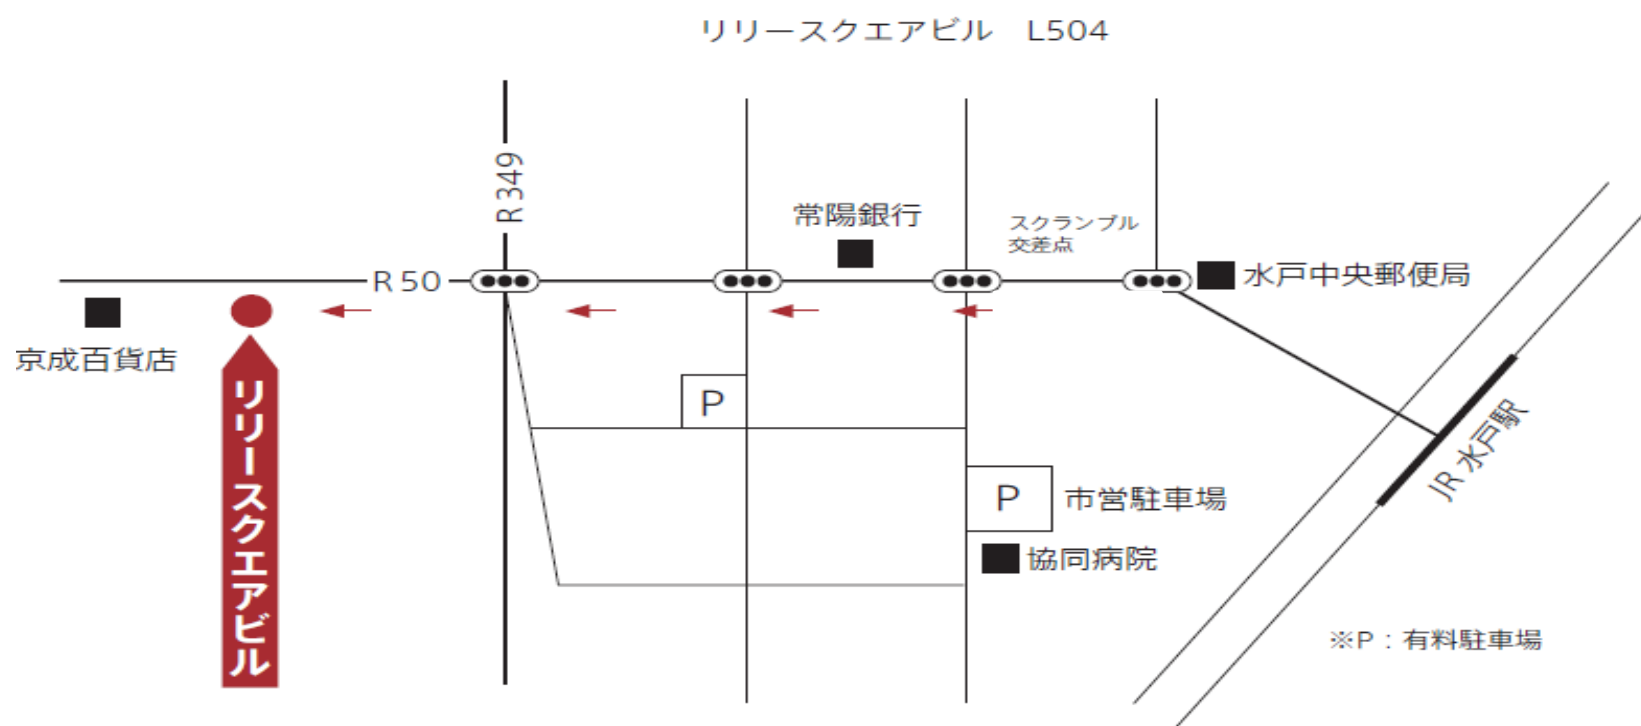 リリースクエアビル　L504
R 349
常陽銀行
スクランブル
交差点
R 50
水戸中央郵便局
京成百貨店
リリースクエアビル
P
JR 水戸駅
P
市営駐車場
協同病院
※P：有料駐車場